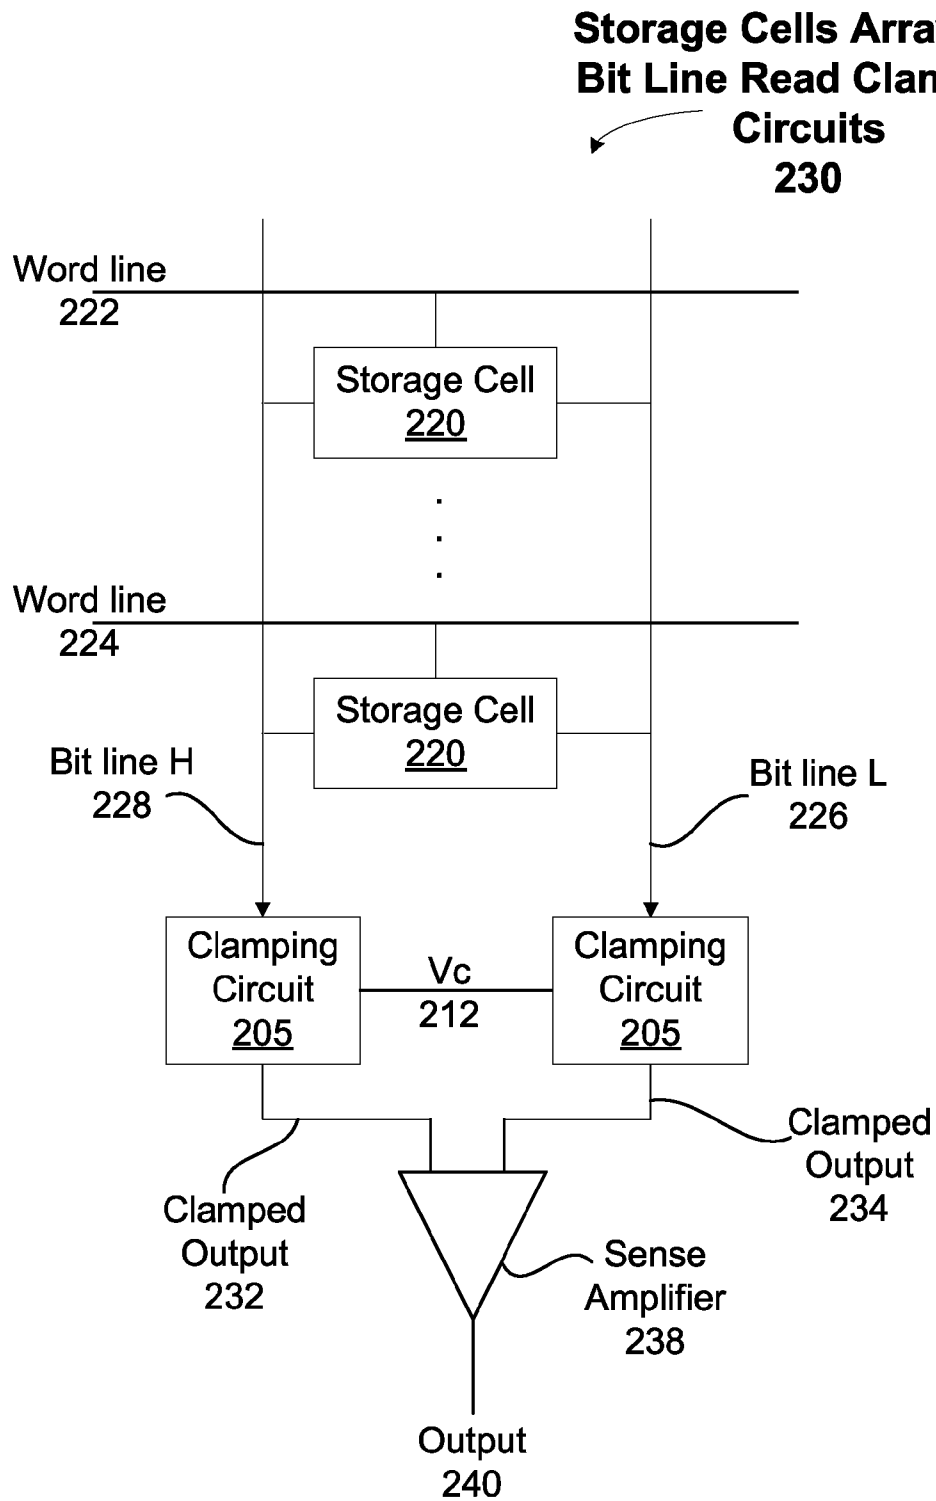 Storage Cells Arra
Bit Line Read Clam
Circuits
230
Word line
222
Storage Cell
220
Word line
224
Storage Cell
220
Bit line H
228
Bit line L
226
Clamping
Circuit
205
Vc
212
Clamping
Circuit
205
Clamped
Output
234
Clamped
Output
232
Sense
Amplifier
238
Output
240